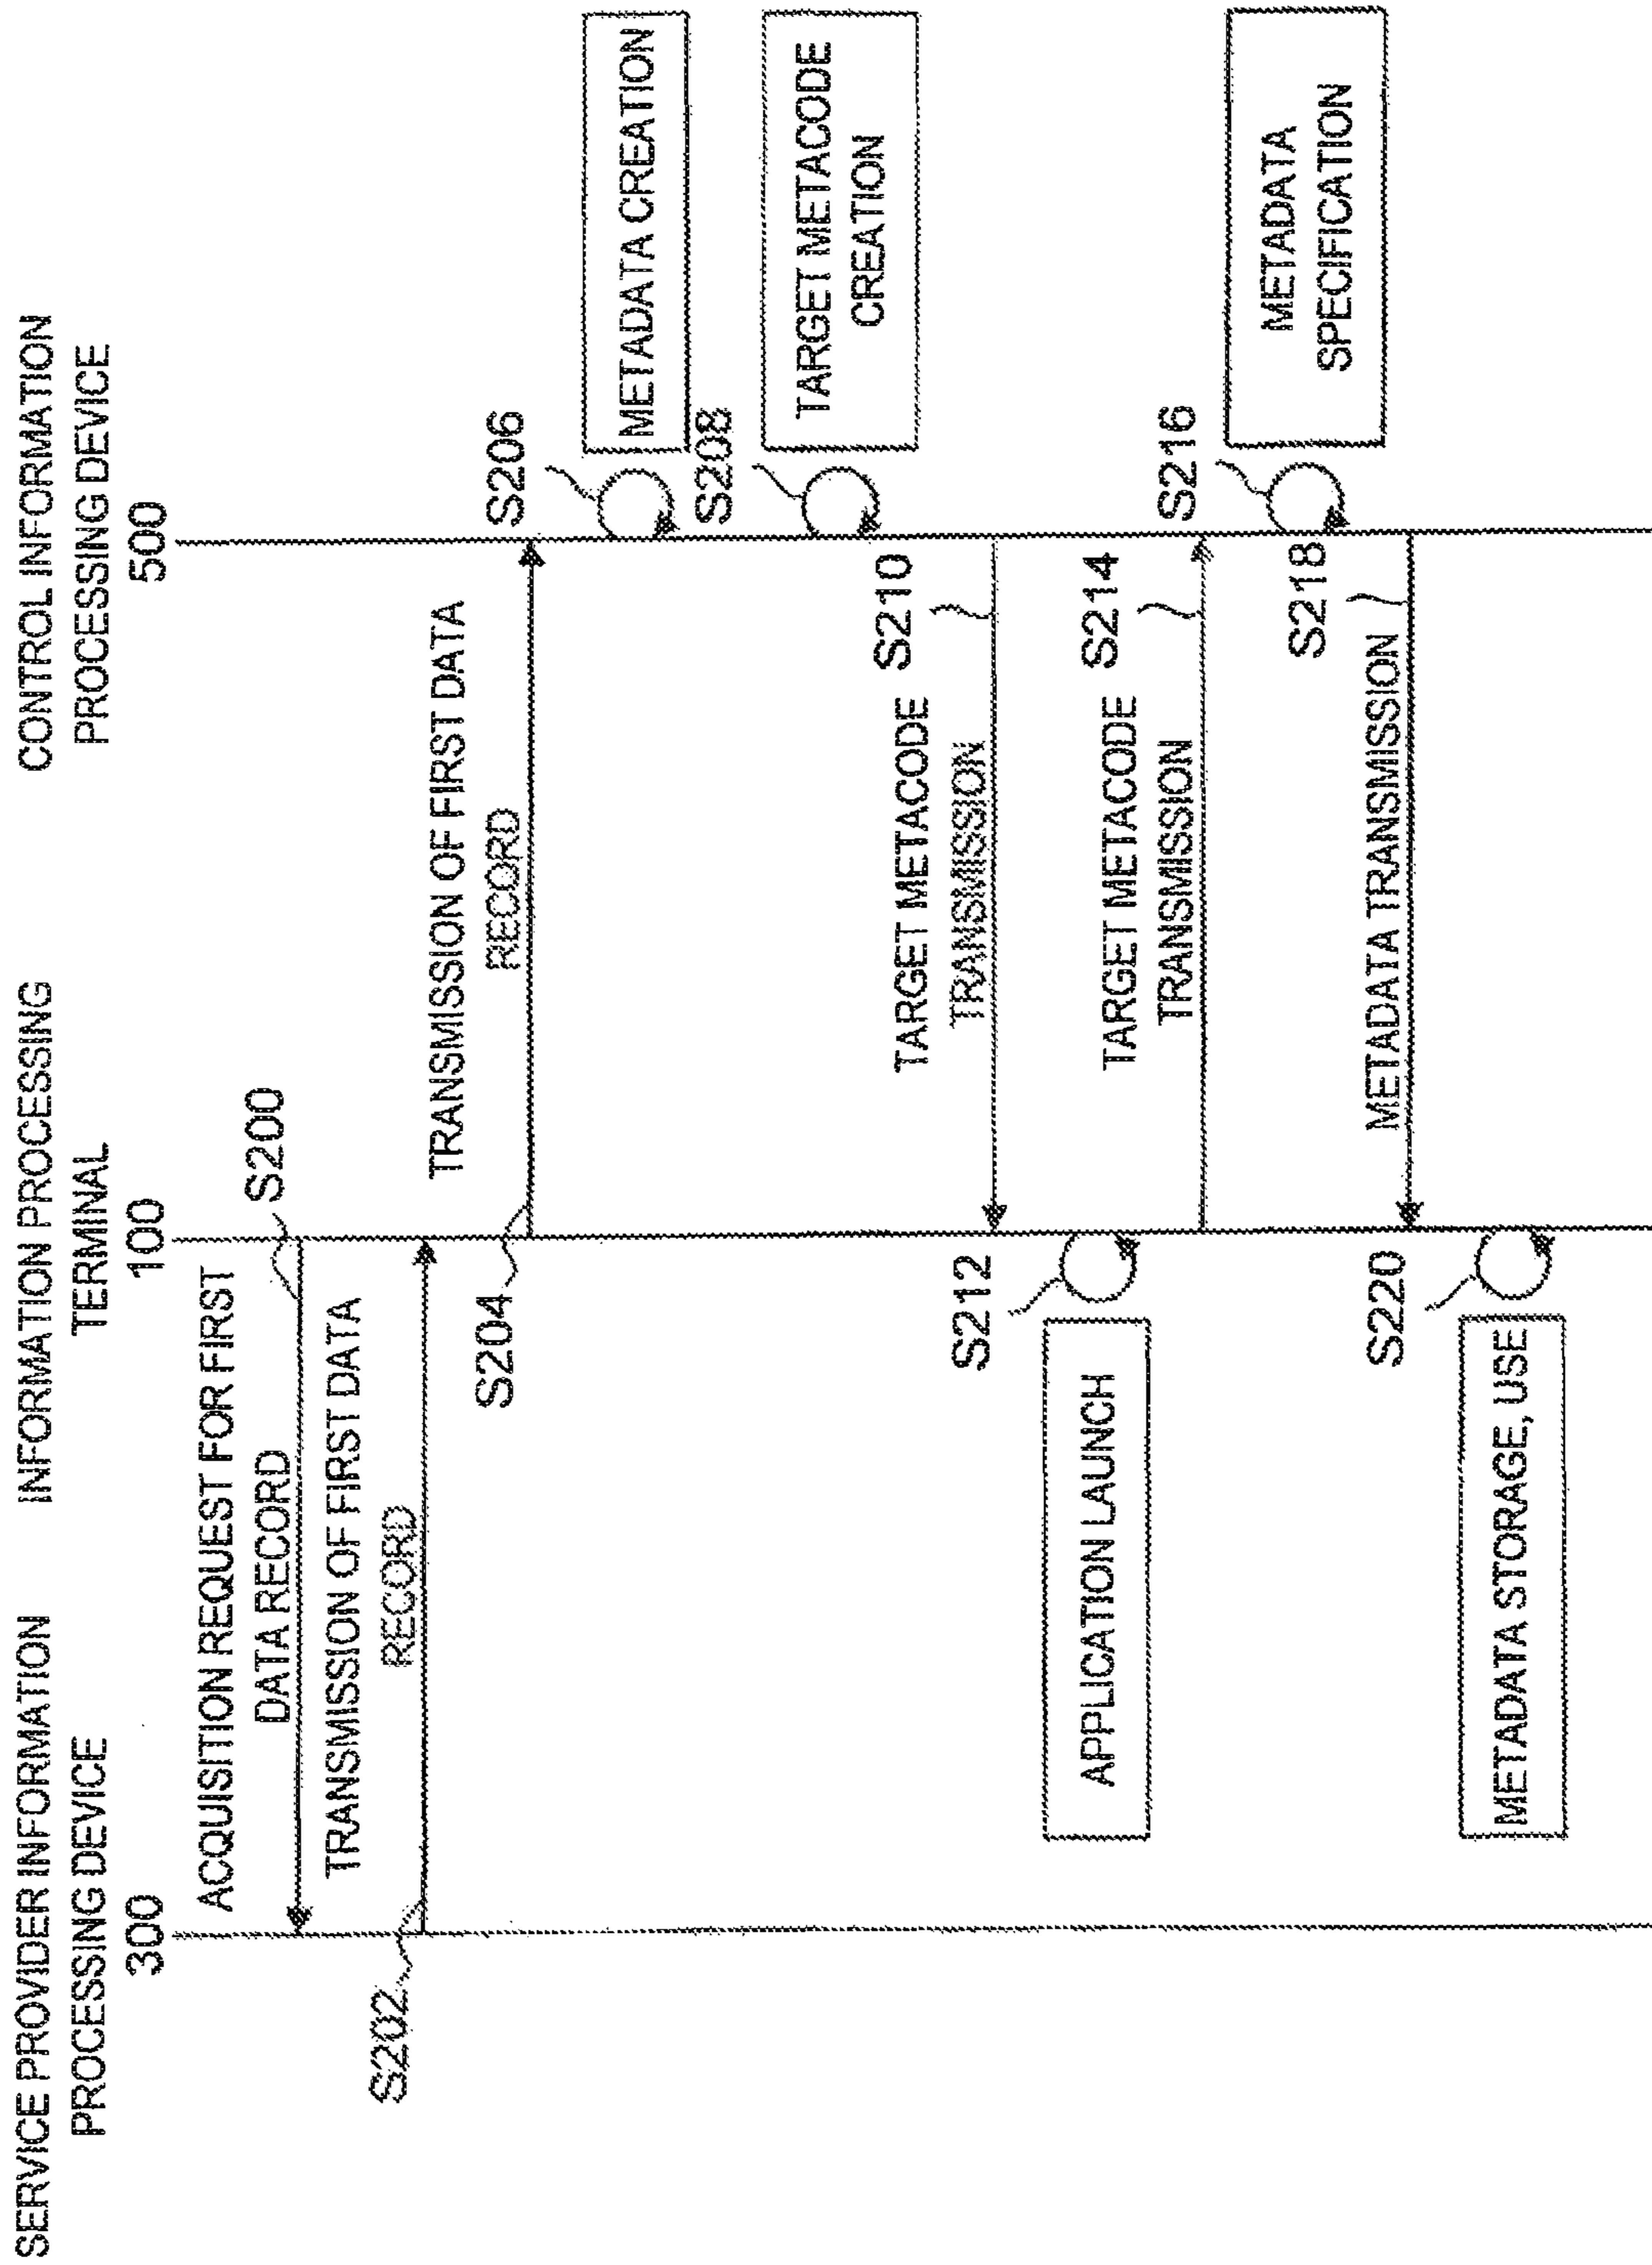 SERVICE PROVIDER INFORMATION
PROCESSING DEVICE
300
INFORMATION PROCESSING
TERMINAL
100
CONTROL INFORMATION
PROCESSING DEVICE
500
ACQUISITION REQUEST FOR FIRST
DATA RECORD
S200
TRANSMISSION OF FIRST DATA
RECORD
S202
TRANSMISSION OF FIRST DATA
RECORD
S204
S206
METADATA CREATION
S208
TARGET METACODE
CREATION
TARGET METACODE
TRANSMISSION
S210
S212
APPLICATION LAUNCH
TARGET METACODE
TRANSMISSION
S214
S216
METADATA
SPECIFICATION
S218
METADATA TRANSMISSION
S220
METADATA STORAGE, USE